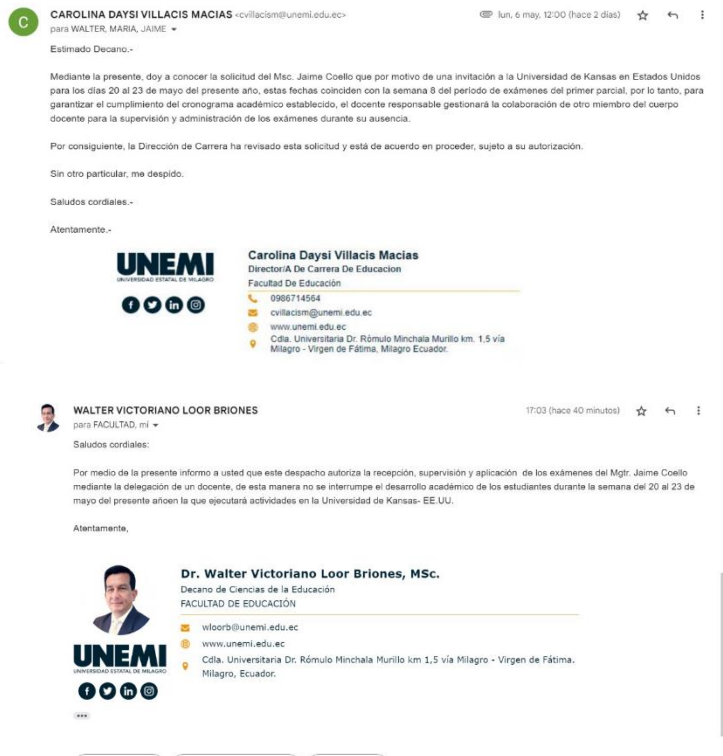 C
CAROLINA DAYSI VILLACIS MACIAS <cvillacism@unemi.edu.ec>
lun, 6 may, 12:00 (hace 2 días)
para WALTER, MARIA, JAIME
Estimado Decano.-
Mediante la presente, doy a conocer la solicitud del Msc. Jaime Coello que por motivo de una invitación a la Universidad de Kansas en Estados Unidos
para los días 20 al 23 de mayo del presente año, estas fechas coinciden con la semana 8 del período de exámenes del primer parcial, por lo tanto, para
garantizar el cumplimiento del cronograma académico establecido, el docente responsable gestionará la colaboración de otro miembro del cuerpo
docente para la supervisión y administración de los exámenes durante su ausencia.
Por consiguiente, la Dirección de Carrera ha revisado esta solicitud y está de acuerdo en proceder, sujeto a su autorización.
Sin otro particular, me despido.
Saludos cordiales.-
Atentamente.-
UNEMI
UNIVERSIDAD ESTATAL DE MILAGRO
Carolina Daysi Villacis Macias
Director/A De Carrera De Educacion
Facultad De Educación
0986714564
cvillacism@unemi.edu.ec
www.unemi.edu.ec
Cdla. Universitaria Dr. Rómulo Minchala Murillo km. 1,5 vía
Milagro - Virgen de Fátima, Milagro Ecuador.
WALTER VICTORIANO LOOR BRIONES
17:03 (hace 40 minutos)
para FACULTAD, mí
Saludos cordiales:
Por medio de la presente informo a usted que este despacho autoriza la recepción, supervisión y aplicación de los exámenes del Mgtr. Jaime Coello
mediante la delegación de un docente, de esta manera no se interrumpe el desarrollo académico de los estudiantes durante la semana del 20 al 23 de
mayo del presente añoen la que ejecutará actividades en la Universidad de Kansas- EE.UU.
Atentamente,
Dr. Walter Victoriano Loor Briones, MSc.
Decano de Ciencias de la Educación
FACULTAD DE EDUCACIÓN
wloorb@unemi.edu.ec
www.unemi.edu.ec
Cdla. Universitaria Dr. Rómulo Minchala Murillo km 1,5 vía Milagro - Virgen de Fátima.
Milagro, Ecuador.
UNEMI
UNIVERSIDAD ESTATAL DE MILAGRO